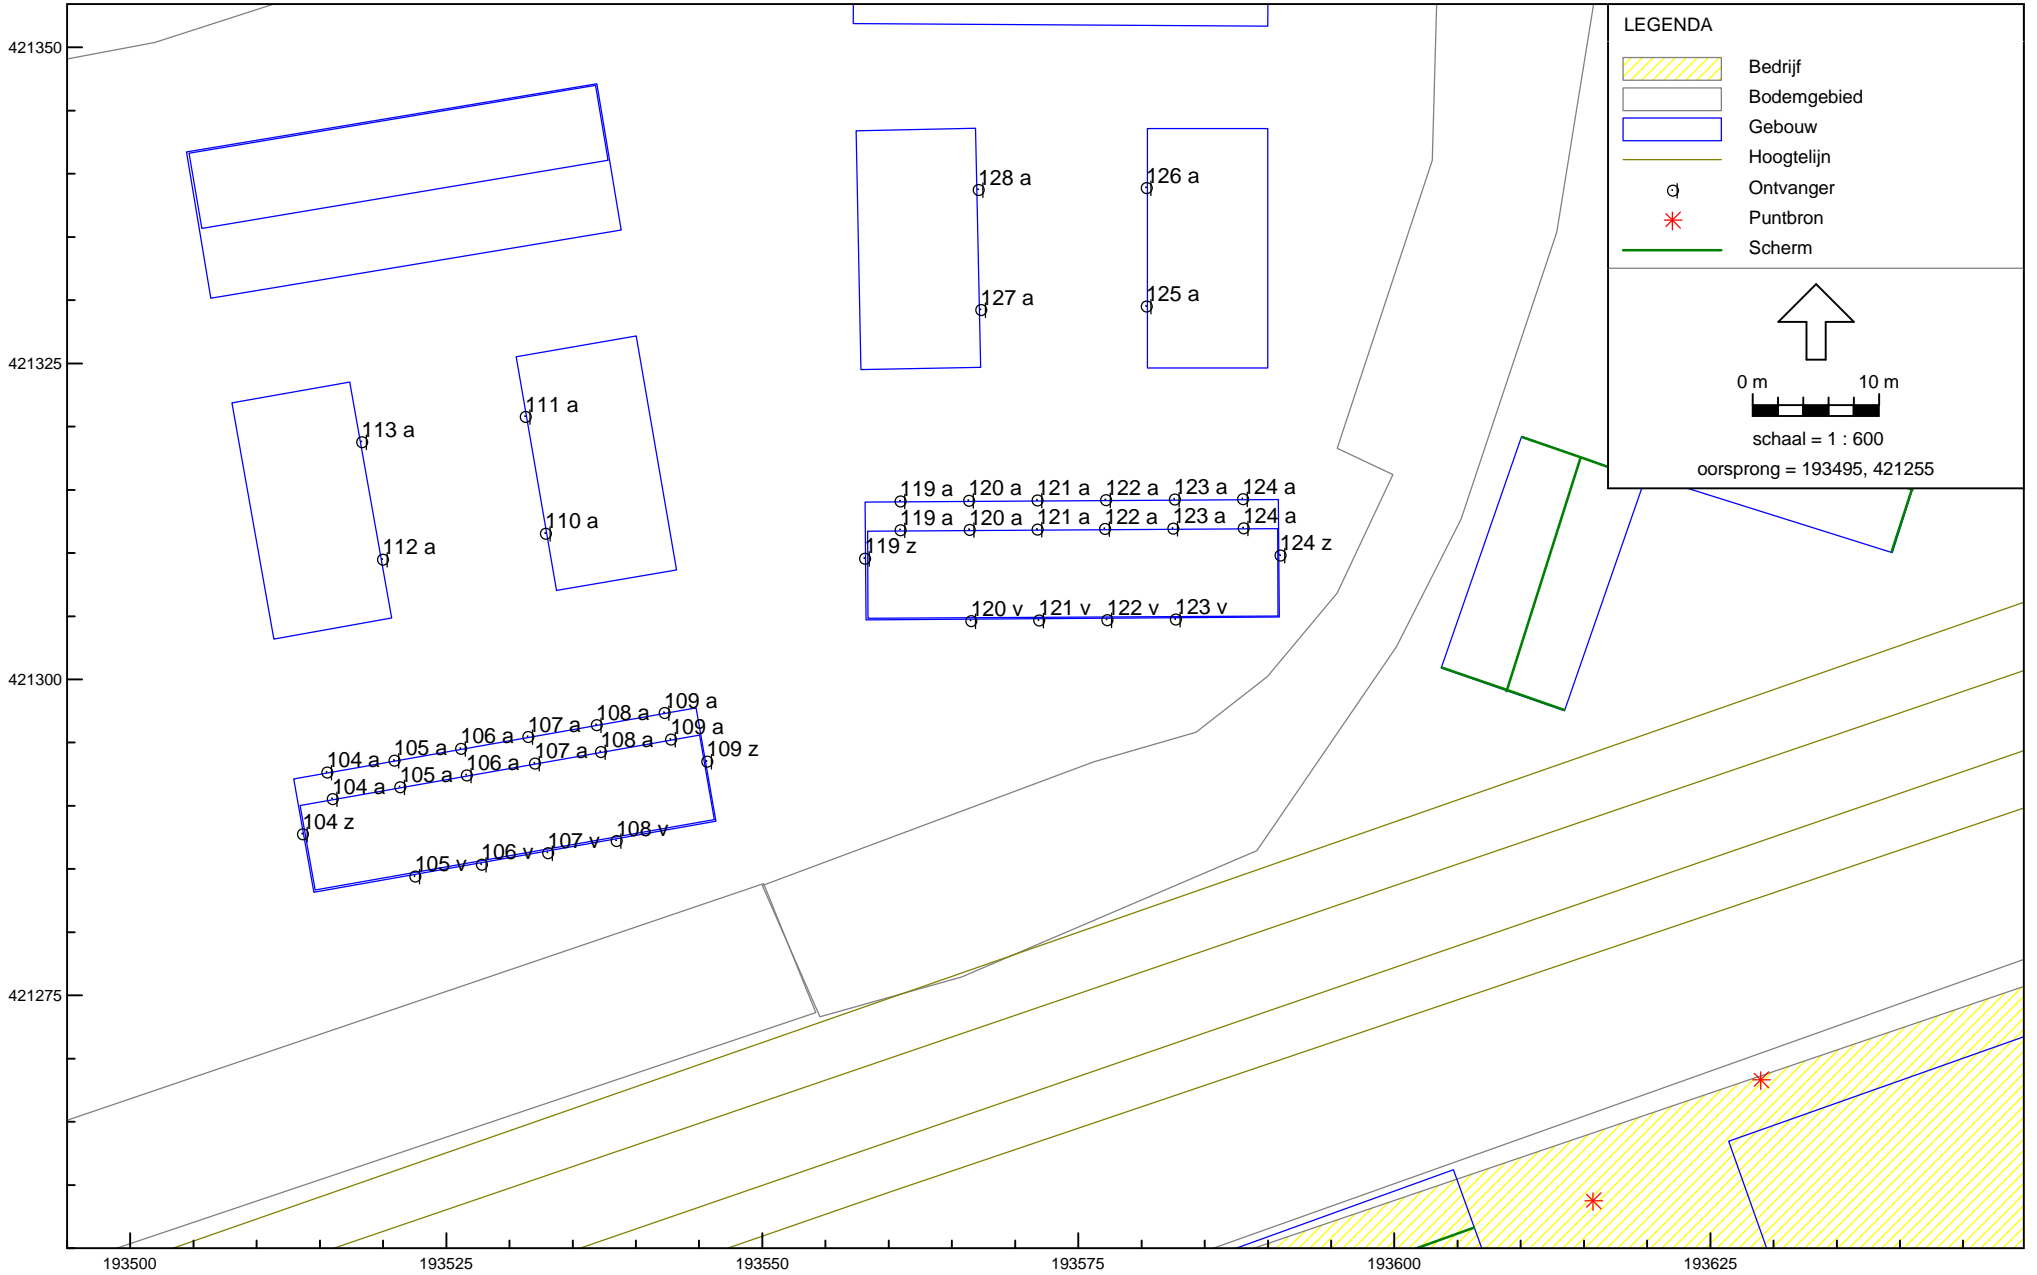 LEGENDA
Bedrijf
Bodemgebied
Gebouw
Hoogtelijn
Ontvanger
Puntbron
Scherm
0 m 10 m
schaal = 1 : 600
oorsprong = 193495, 421255
421350
128 a 126 a
127 a 125 a
421325
111 a
113 a
110 a
112 a
119 a 120 a 121 a 122 a 123 a 124 a
119 a 120 a 121 a 122 a 123 a 124 a
119 z 124 z
120 v 121 v 122 v 123 v
421300
104 a 105 a 106 a 107 a 108 a 109 a
104 a 105 a 106 a 107 a 108 a 109 a
104 z 109 z
105 v 106 v 107 v 108 v
421275
193500 193525 193550 193575 193600 193625